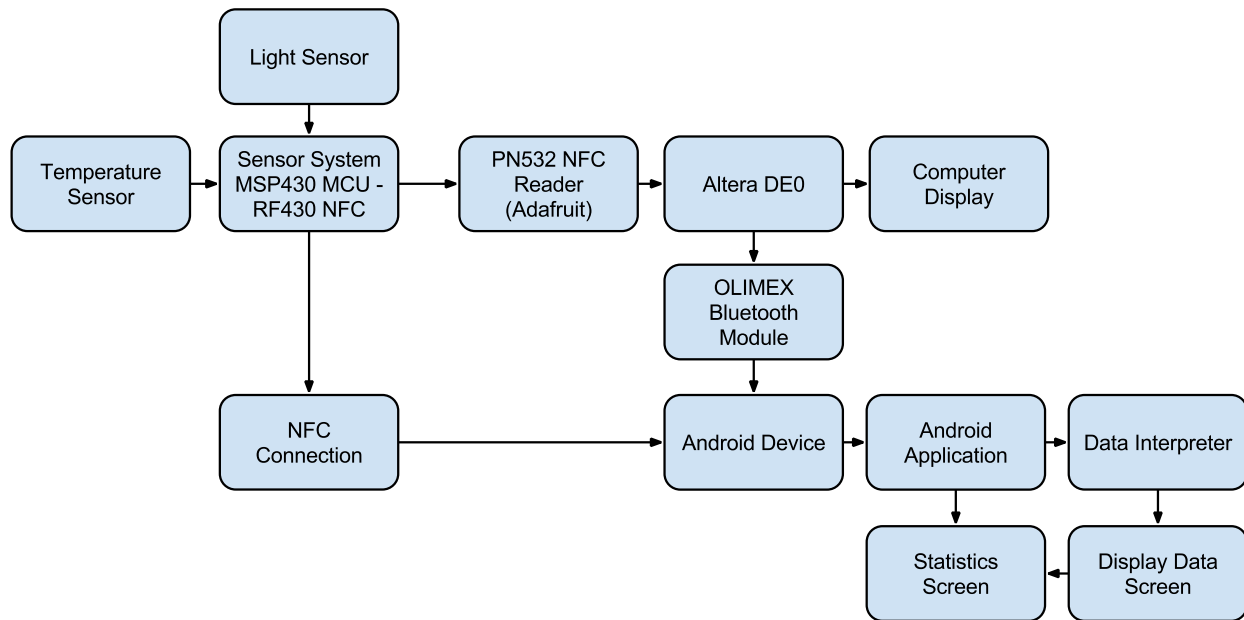 Light Sensor
Temperature
Sensor
Sensor System
MSP430 MCU -
RF430 NFC
PN532 NFC
Reader
(Adafruit)
Altera DE0
Computer
Display
OLIMEX
Bluetooth
Module
NFC
Connection
Android Device
Android
Application
Data Interpreter
Statistics
Screen
Display Data
Screen